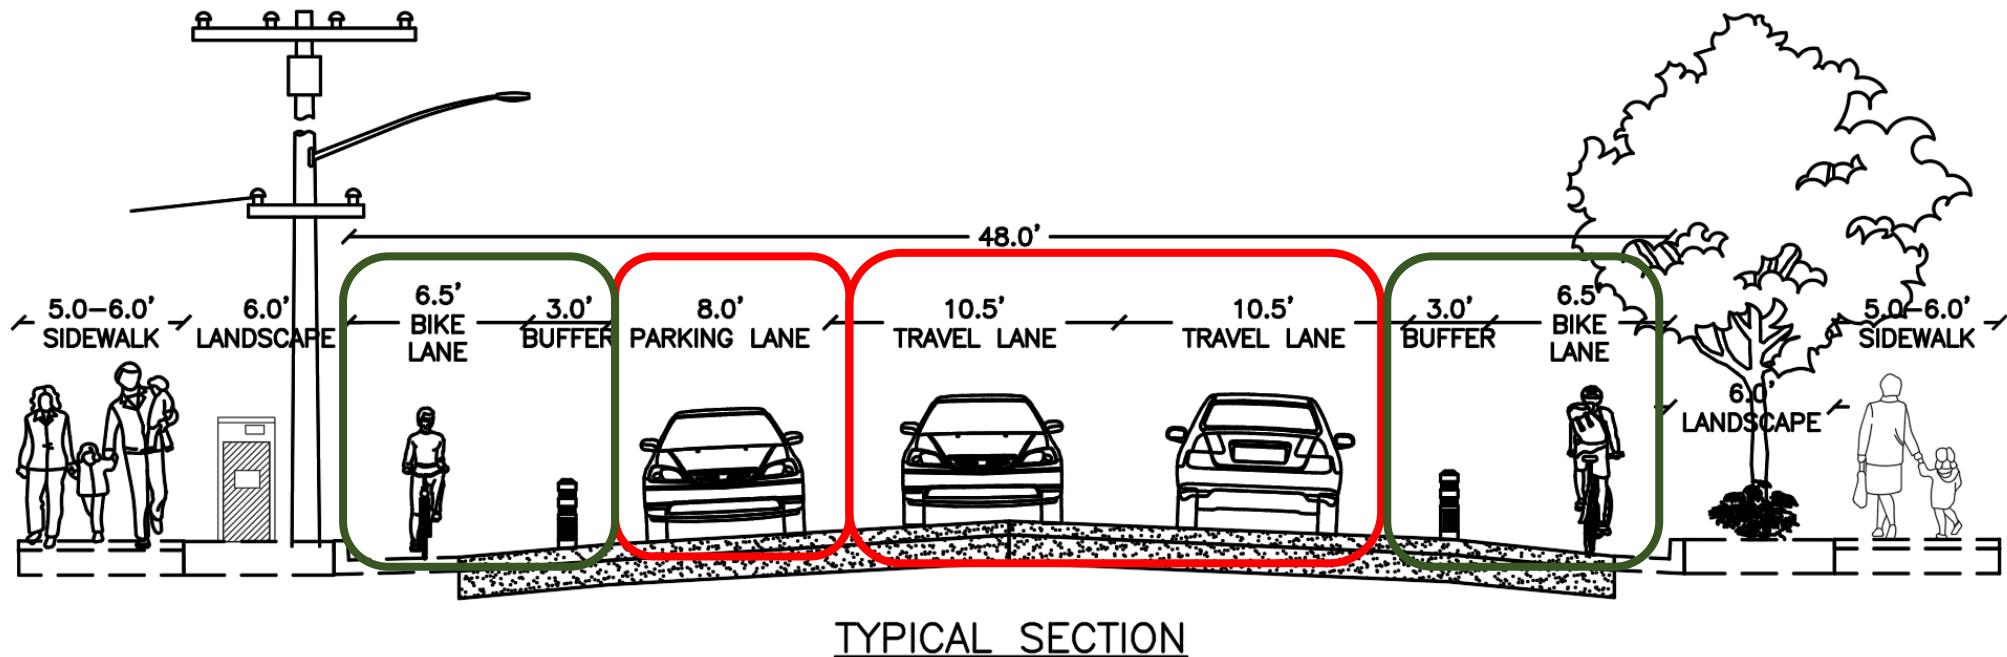 48.0'
5.0-6.0'
SIDEWALK
6.0'
LANDSCAPE
6.5'
BIKE
LANE
3.0'
BUFFER
8.0'
PARKING LANE
10.5'
TRAVEL LANE
10.5'
TRAVEL LANE
3.0'
BUFFER
6.5'
BIKE
LANE
6.0'
LANDSCAPE
5.0-6.0'
SIDEWALK
TYPICAL SECTION